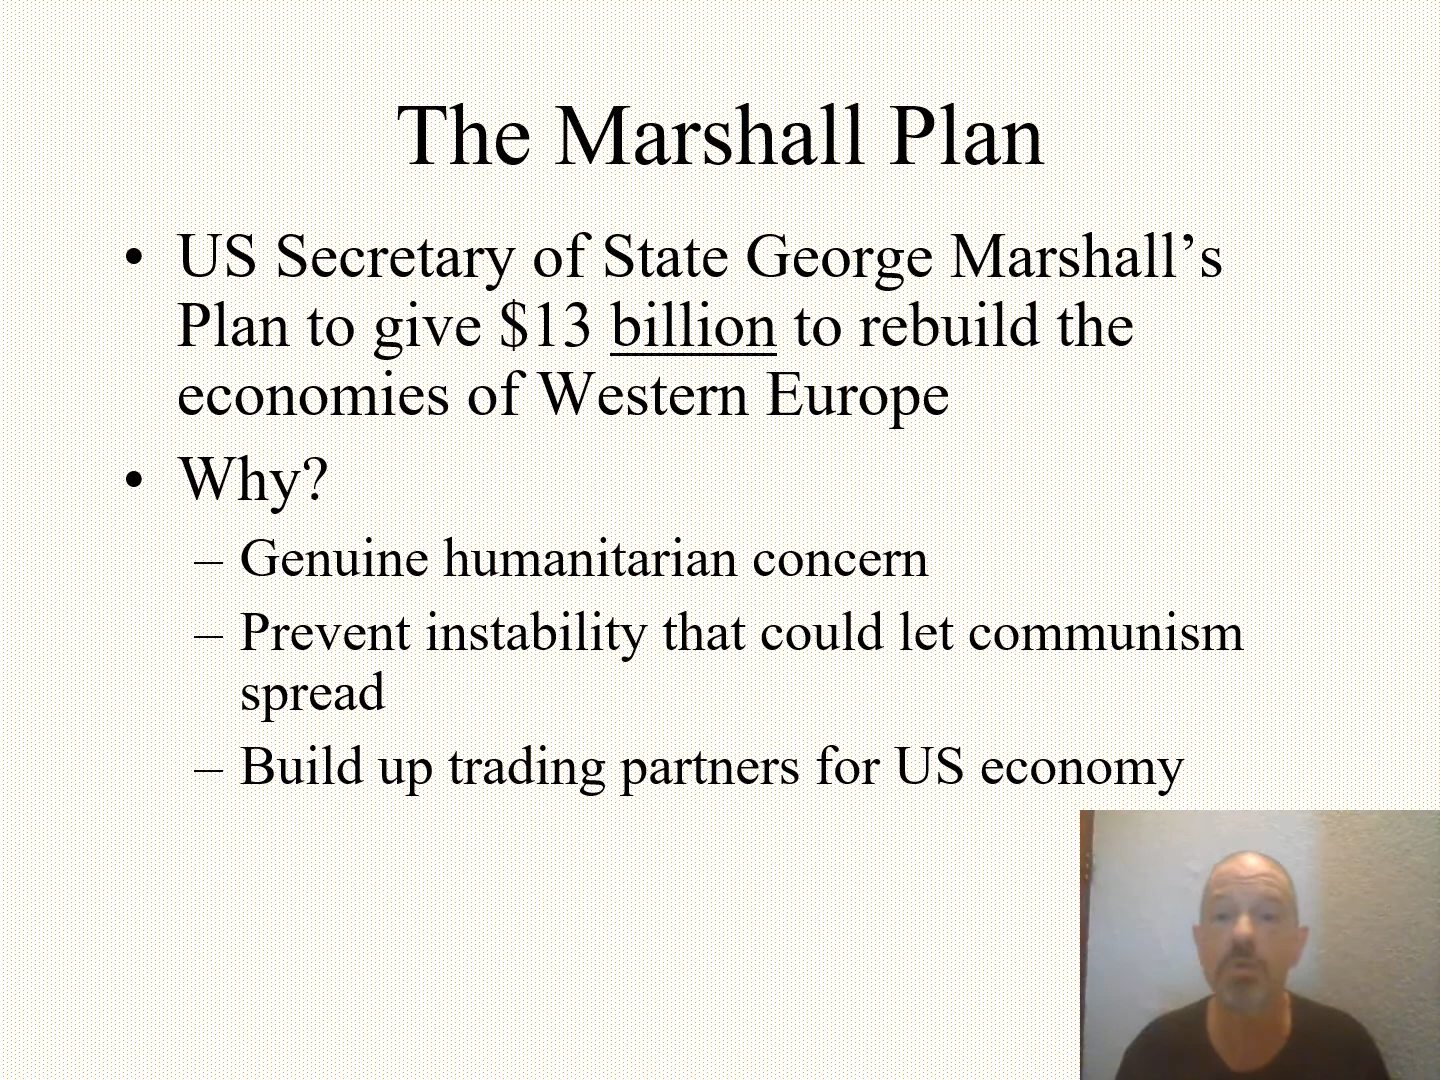 The Marshall Plan
• US Secretary of State George Marshall’s
Plan to give $13 billion to rebuild the
economies of Western Europe
• Why?
– Genuine humanitarian concern
– Prevent instability that could let communism
spread
– Build up trading partners for US economy